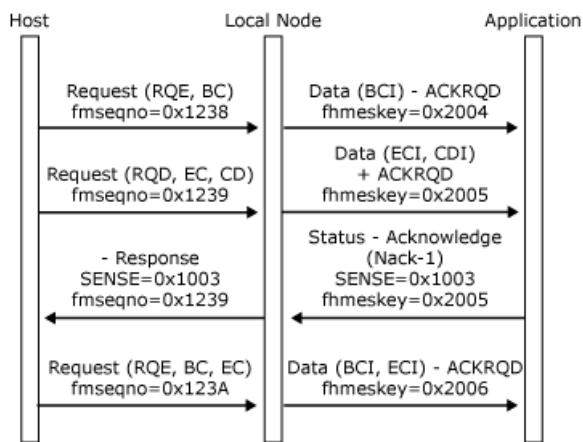 Host
Local Node
Application
Request (RQE, BC)
fmseqno=0x1238
Data (BCI) - ACKRQD
fhmeskey=0x2004
Request (RQD, EC, CD)
fmseqno=0x1239
Data (ECI, CDI)
+ ACKRQD
fhmeskey=0x2005
- Response
SENSE=0x1003
fmseqno=0x1239
Status - Acknowledge
(Nack-1)
SENSE=0x1003
fhmeskey=0x2005
Request (RQE, BC, EC)
fmseqno=0x123A
Data (BCI, ECI) - ACKRQD
fhmeskey=0x2006